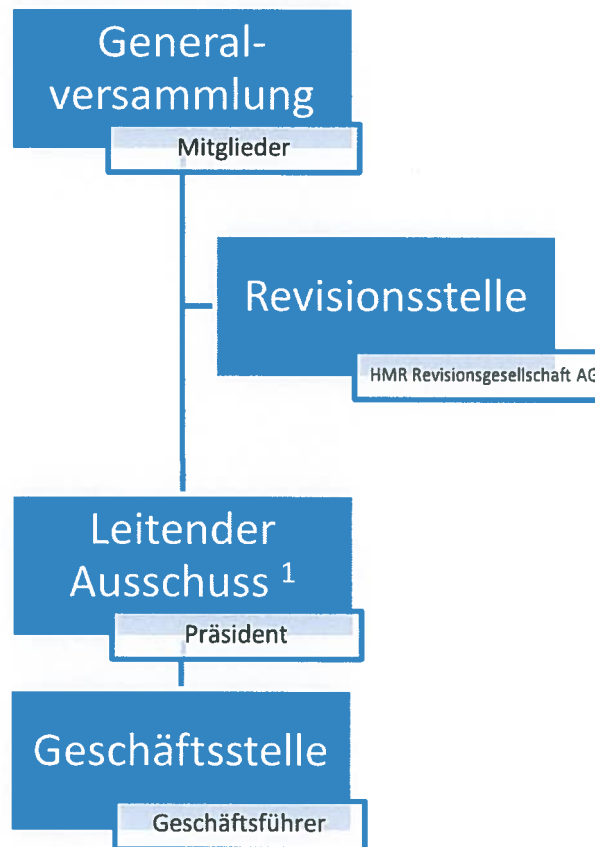 General-
versammlung
Mitglieder
Revisionsstelle
HMR Revisionsgesellschaft AG
Leitender
Ausschuss ¹
Präsident
Geschäftsstelle
Geschäftsführer